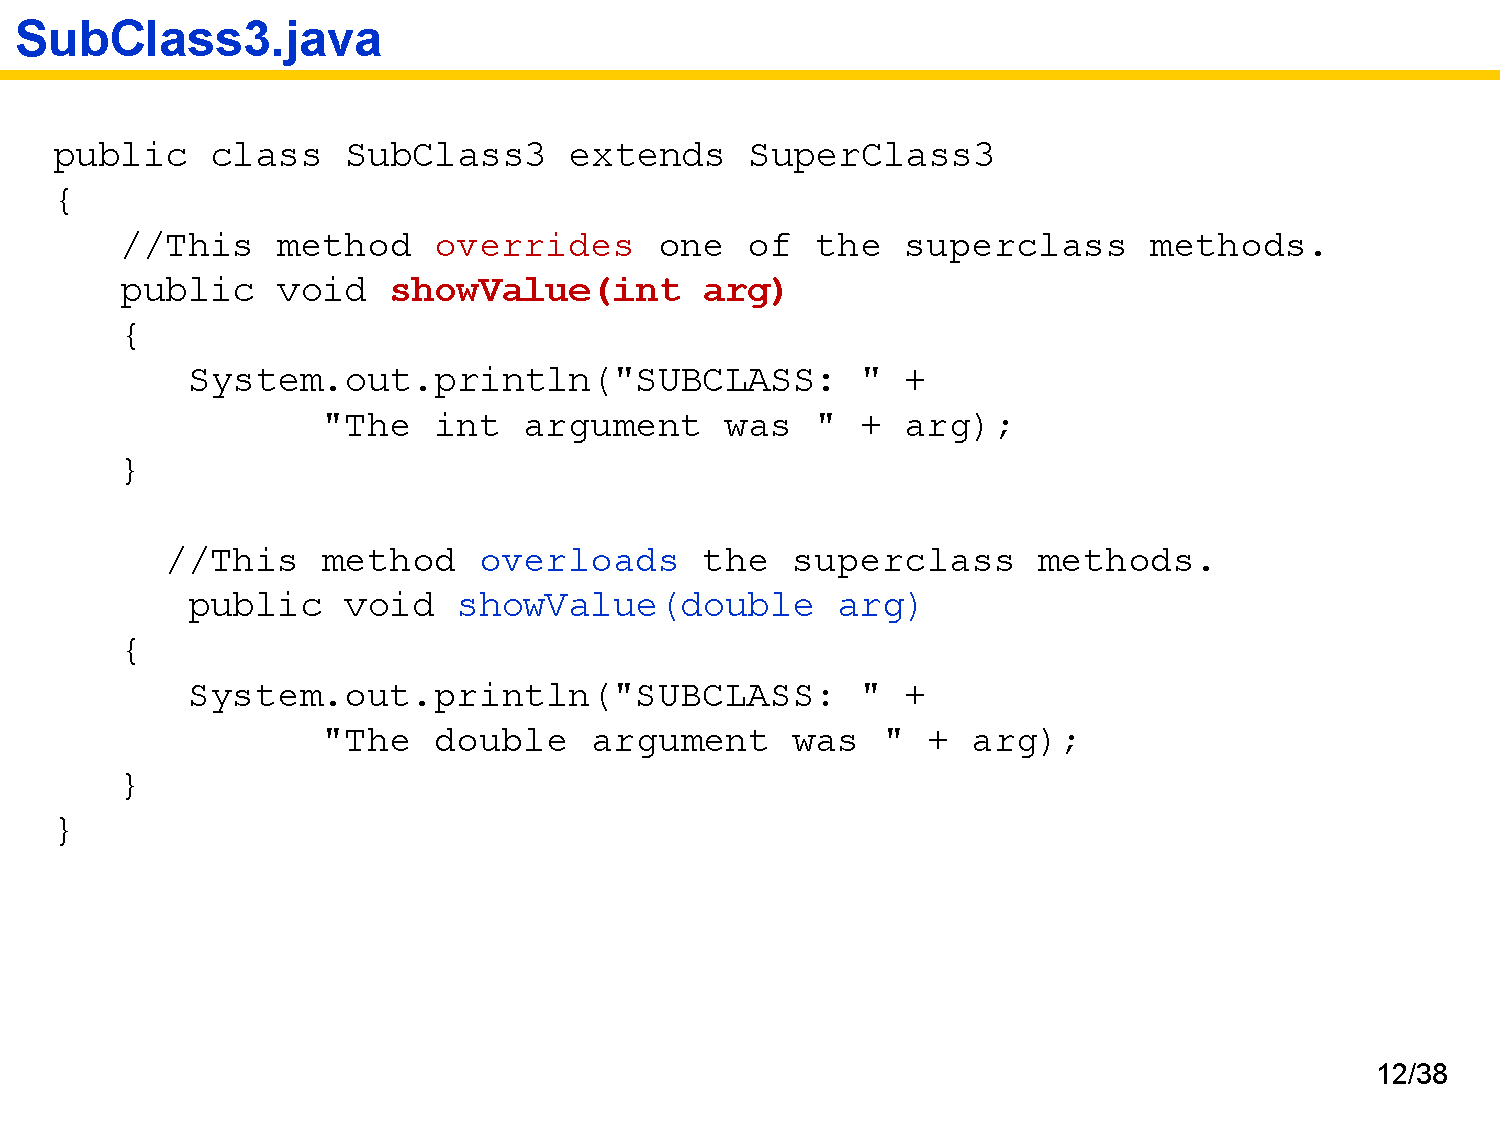 SubClass3.java
public class SubClass3 extends SuperClass3
{
//This method overrides one of the superclass methods.
public void showValue(int arg)
{
System.out.println("SUBCLASS: " +
"The int argument was " + arg);
}
//This method overloads the superclass methods.
public void showValue(double arg)
{
System.out.println("SUBCLASS: " +
"The double argument was " + arg);
}
}
12/38